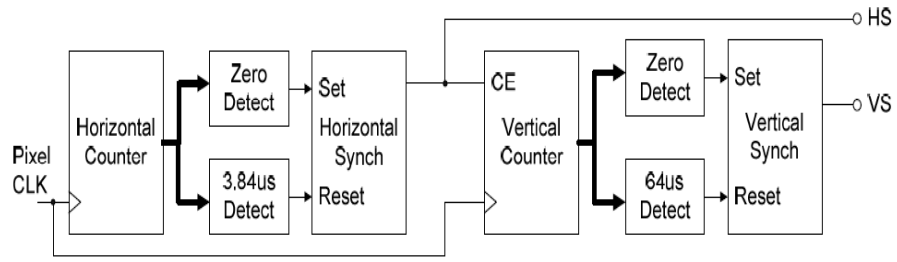 HS
Zero
Detect
Set
Horizontal
Counter
Horizontal
Synch
Pixel
CLK
3.84us
Detect
Reset
CE
Vertical
Counter
Zero
Detect
Set
VS
Vertical
Synch
64us
Detect
Reset